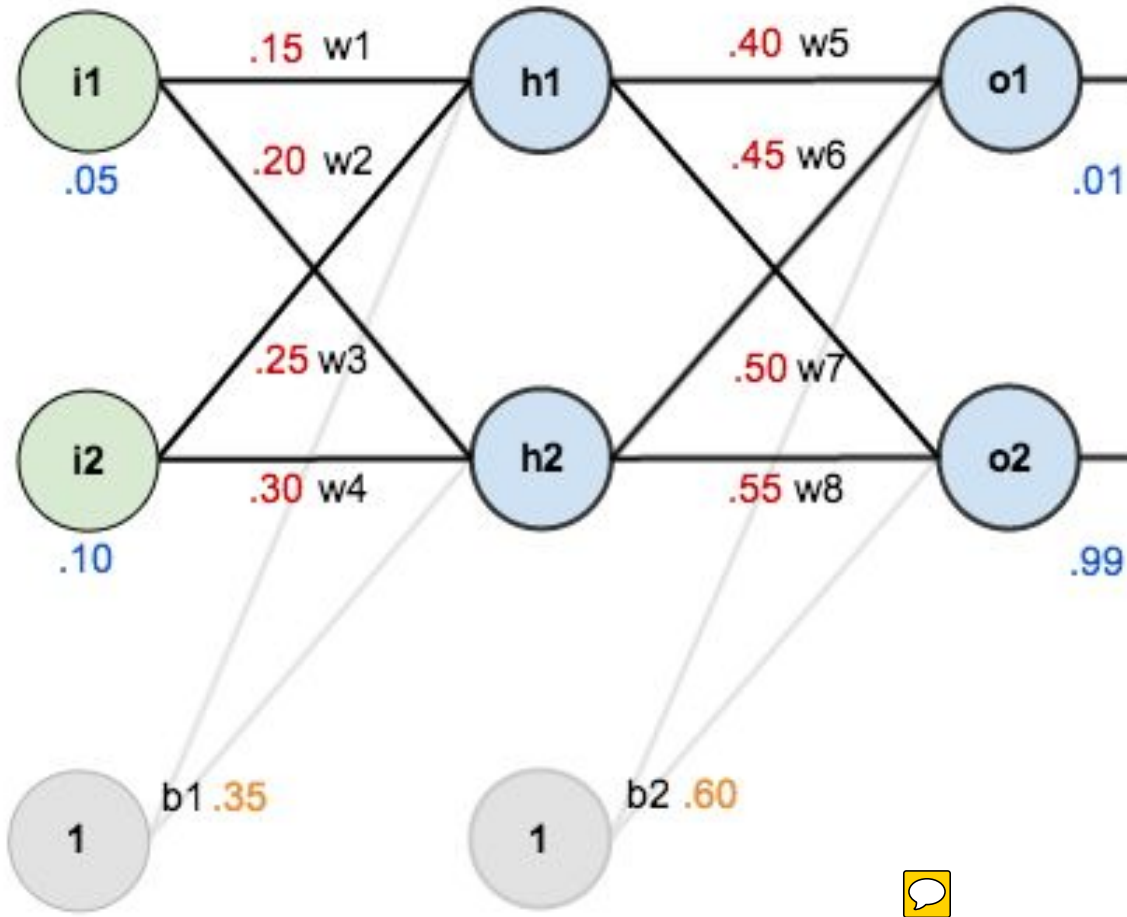 .15 w1
.40 w5
i1
h1
o1
.20 w2
.45 w6
.05
.01
.25 w3
.50 w7
i2
h2
o2
.30 w4
.55 w8
.10
.99
b1 .35
b2 .60
1
1